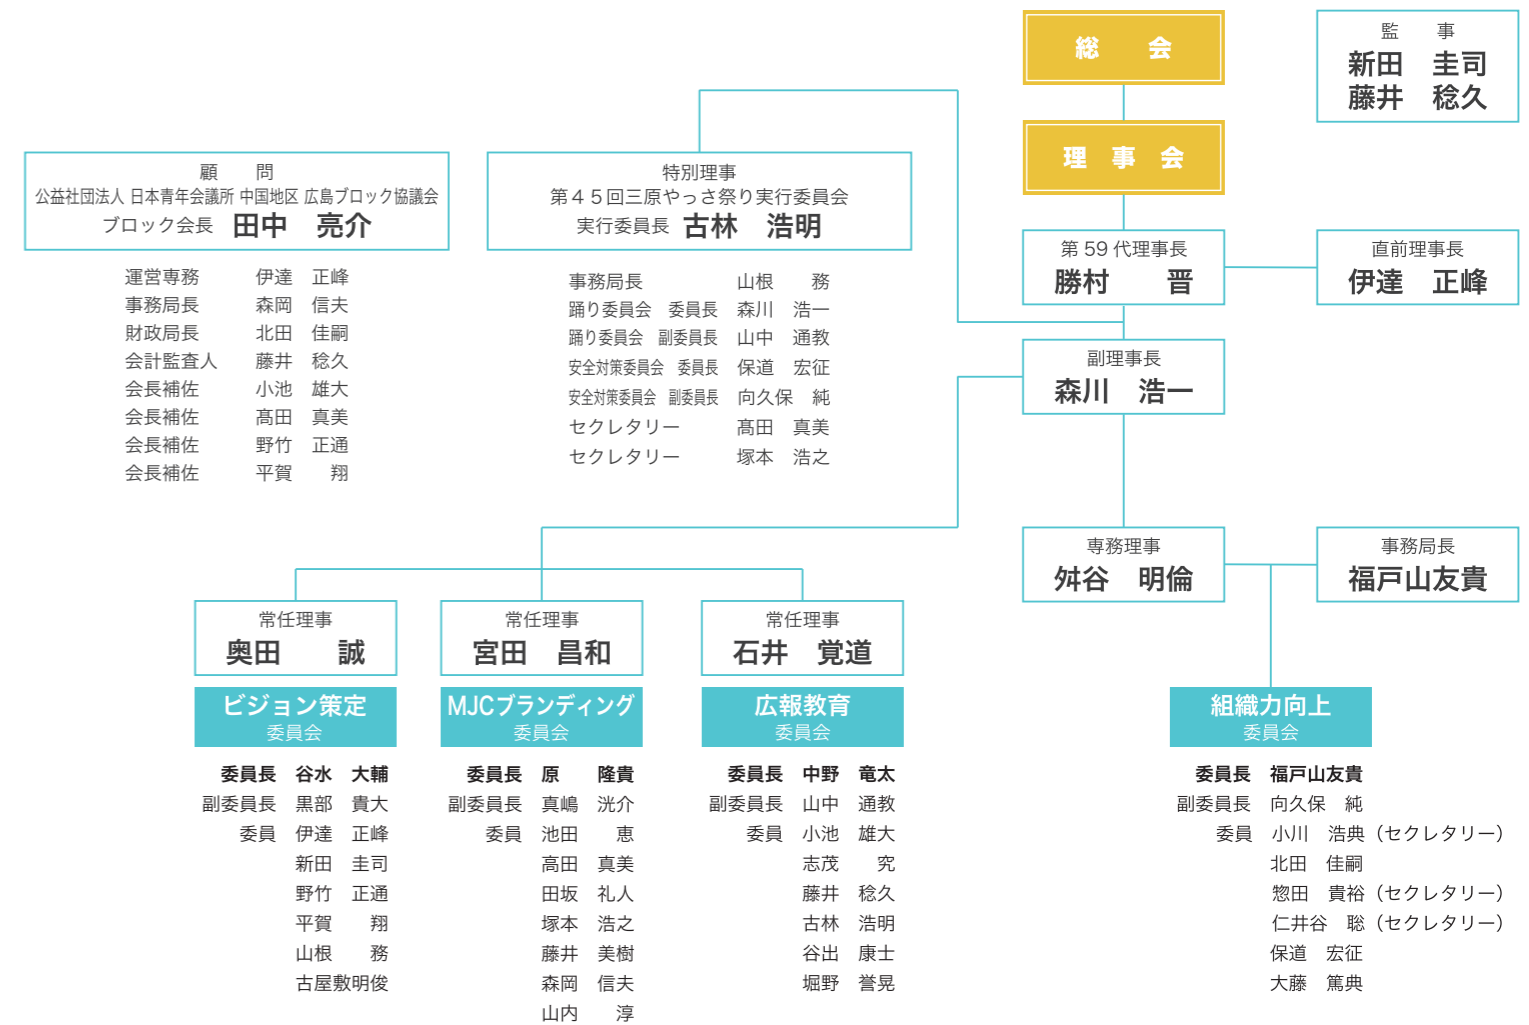 総　会
理　事　会
監　事
新田　圭司
藤井　稔久
顧　問
公益社団法人 日本青年会議所 中国地区 広島ブロック協議会
ブロック会長 田中　亮介
運営専務　伊達　正峰
事務局長　森岡　信夫
財政局長　北田　佳嗣
会計監査人　藤井　稔久
会長補佐　小池　雄大
会長補佐　髙田　真美
会長補佐　野竹　正通
会長補佐　平賀　翔
特別理事
第４５回三原やっさ祭り実行委員会
実行委員長 古林　浩明
事務局長　山根　務
踊り委員会　委員長　森川　浩一
踊り委員会　副委員長　山中　通教
安全対策委員会　委員長　保道　宏征
安全対策委員会　副委員長　向久保　純
セクレタリー　髙田　真美
セクレタリー　塚本　浩之
第 59 代理事長
勝村　晋
直前理事長
伊達　正峰
副理事長
森川　浩一
専務理事
舛谷　明倫
事務局長
福戸山友貴
常任理事
奥田　誠
ビジョン策定
委員会
委員長　谷水　大輔
副委員長　黒部　貴大
委員　伊達　正峰
新田　圭司
野竹　正通
平賀　翔
山根　務
古屋敷明俊
常任理事
宮田　昌和
MJCブランディング
委員会
委員長　原　隆貴
副委員長　真嶋　洸介
委員　池田　恵
高田　真美
田坂　礼人
塚本　浩之
藤井　美樹
森岡　信夫
山内　淳
常任理事
石井　覚道
広報教育
委員会
委員長　中野　竜太
副委員長　山中　通教
委員　小池　雄大
志茂　究
藤井　稔久
古林　浩明
谷出　康士
堀野　誉晃
組織力向上
委員会
委員長　福戸山友貴
副委員長　向久保　純
委員　小川　浩典（セクレタリー）
北田　佳嗣
惣田　貴裕（セクレタリー）
仁井谷　聡（セクレタリー）
保道　宏征
大藤　篤典